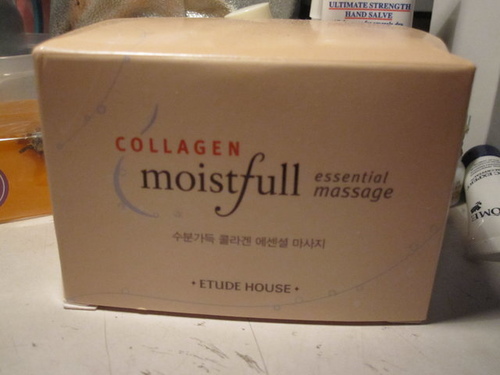 ULTIMATE STRENGTH
HAND SALVE
COLLAGEN
moistfull essential
massage
수분가득 콜라겐 에센셜 마사지
• ETUDE HOUSE •